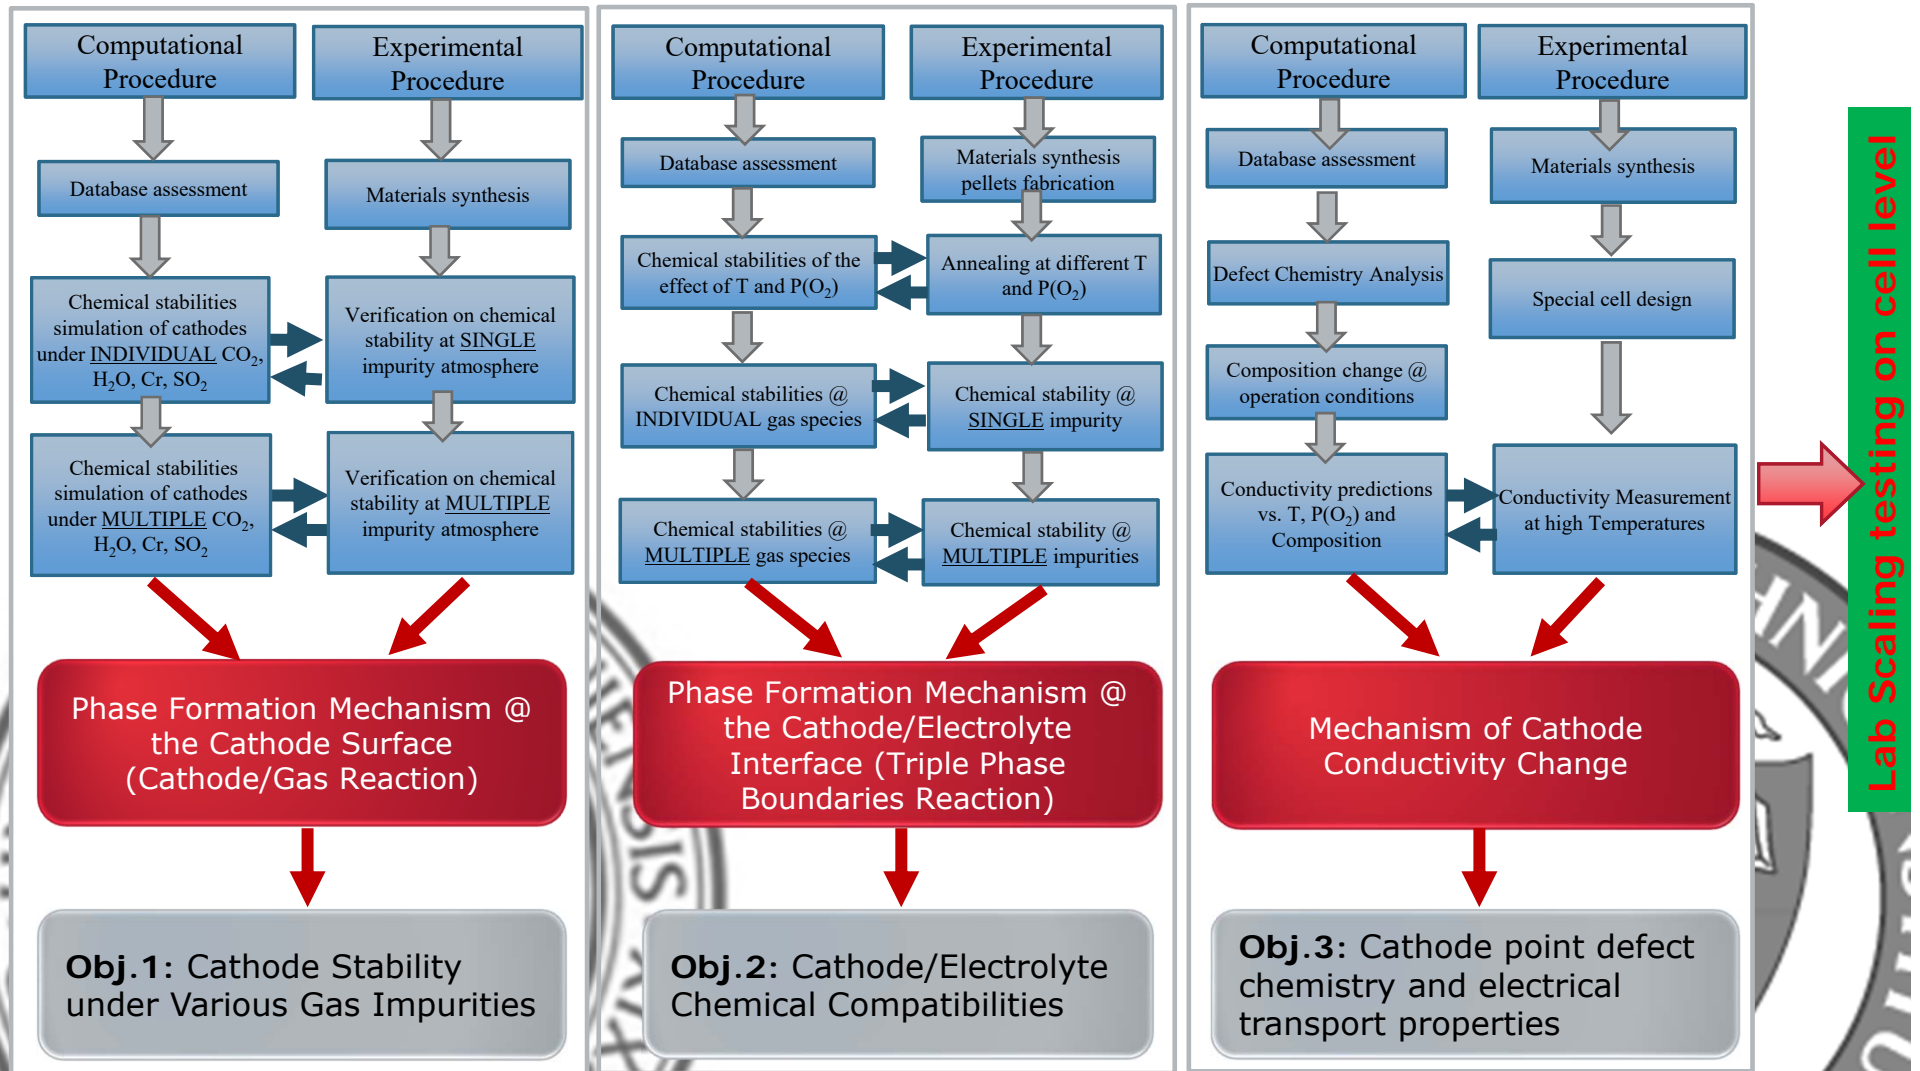 Computational
Procedure
Experimental
Procedure
Database assessment
Materials synthesis
Chemical stabilities
simulation of cathodes
under INDIVIDUAL CO₂,
H₂O, Cr, SO₂
Verification on chemical
stability at SINGLE
impurity atmosphere
Chemical stabilities
simulation of cathodes
under MULTIPLE CO₂,
H₂O, Cr, SO₂
Verification on chemical
stability at MULTIPLE
impurity atmosphere
Phase Formation Mechanism @
the Cathode Surface
(Cathode/Gas Reaction)
Obj.1: Cathode Stability
under Various Gas Impurities
Computational
Procedure
Experimental
Procedure
Database assessment
Materials synthesis
pellets fabrication
Chemical stabilities of the
effect of T and P(O₂)
Annealing at different T
and P(O₂)
Chemical stabilities @
INDIVIDUAL gas species
Chemical stability @
SINGLE impurity
Chemical stabilities @
MULTIPLE gas species
Chemical stability @
MULTIPLE impurities
Phase Formation Mechanism @
the Cathode/Electrolyte
Interface (Triple Phase
Boundaries Reaction)
Obj.2: Cathode/Electrolyte
Chemical Compatibilities
Computational
Procedure
Experimental
Procedure
Database assessment
Materials synthesis
Defect Chemistry Analysis
Special cell design
Composition change @
operation conditions
Conductivity predictions
vs. T, P(O₂) and
Composition
Conductivity Measurement
at high Temperatures
Mechanism of Cathode
Conductivity Change
Obj.3: Cathode point defect
chemistry and electrical
transport properties
Lab Scaling testing on cell level